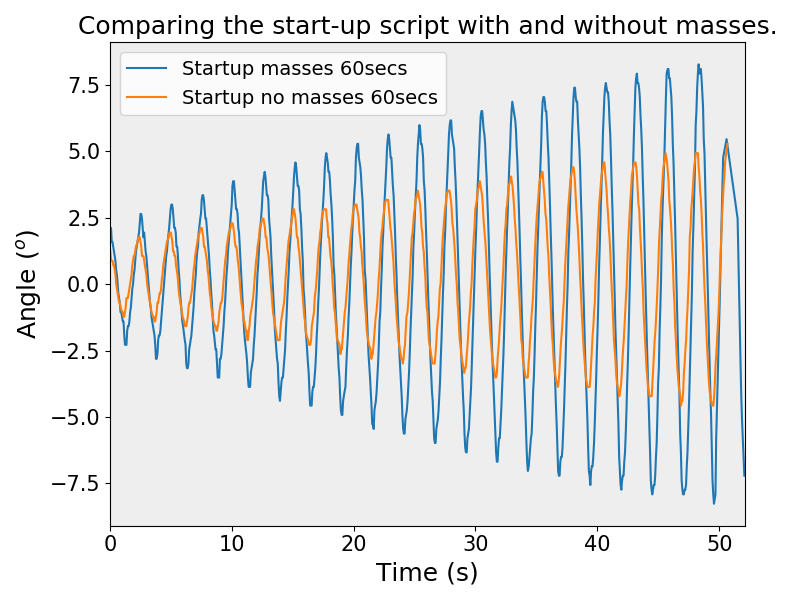 Comparing the start-up script with and without masses.
Startup masses 60secs
Startup no masses 60secs
7.5
5.0
2.5
0.0
−2.5
−5.0
−7.5
Angle (°)
0 10 20 30 40 50
Time (s)